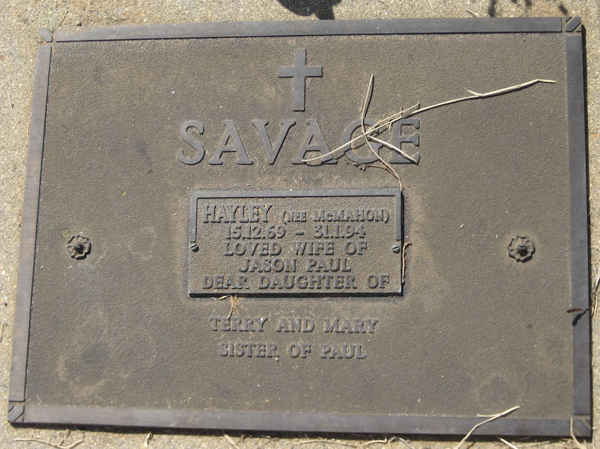 SAVAGE
HAYLEY (NEE McMAHON)
15.12.69 - 31.1.94
LOVED WIFE OF
JASON PAUL
DEAR DAUGHTER OF
TERRY AND MARY
SISTER OF PAUL